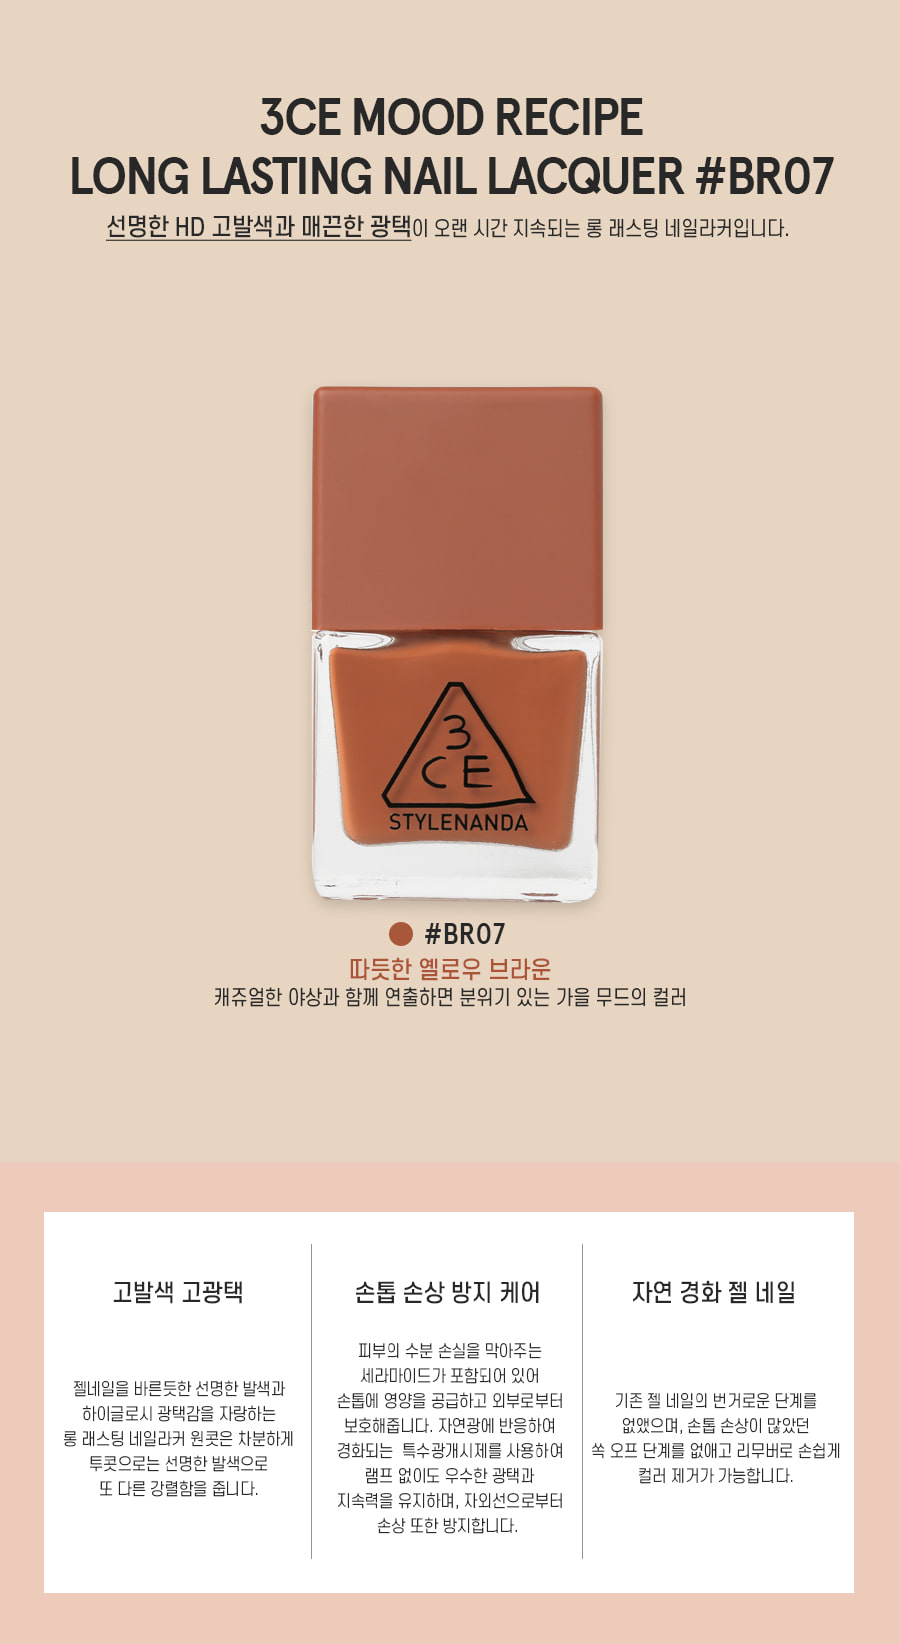 3CE MOOD RECIPE
LONG LASTING NAIL LACQUER #BR07
선명한 HD 고발색과 매끈한 광택이 오랜 시간 지속되는 롱 래스팅 네일라커입니다.
3
CE
STYLENANDA
#BR07
따듯한 옐로우 브라운
캐쥬얼한 야상과 함께 연출하면 분위기 있는 가을 무드의 컬러
고발색 고광택
젤네일을 바른듯한 선명한 발색과
하이글로시 광택감을 자랑하는
롱 래스팅 네일라커 원콧은 차분하게
투콧으로는 선명한 발색으로
또 다른 강렬함을 줍니다.
손톱 손상 방지 케어
피부의 수분 손실을 막아주는
세라마이드가 포함되어 있어
손톱에 영양을 공급하고 외부로부터
보호해줍니다. 자연광에 반응하여
경화되는 특수광개시제를 사용하여
램프 없이도 우수한 광택과
지속력을 유지하며, 자외선으로부터
손상 또한 방지합니다.
자연 경화 젤 네일
기존 젤 네일의 번거로운 단계를
없앴으며, 손톱 손상이 많았던
쏙 오프 단계를 없애고 리무버로 손쉽게
컬러 제거가 가능합니다.